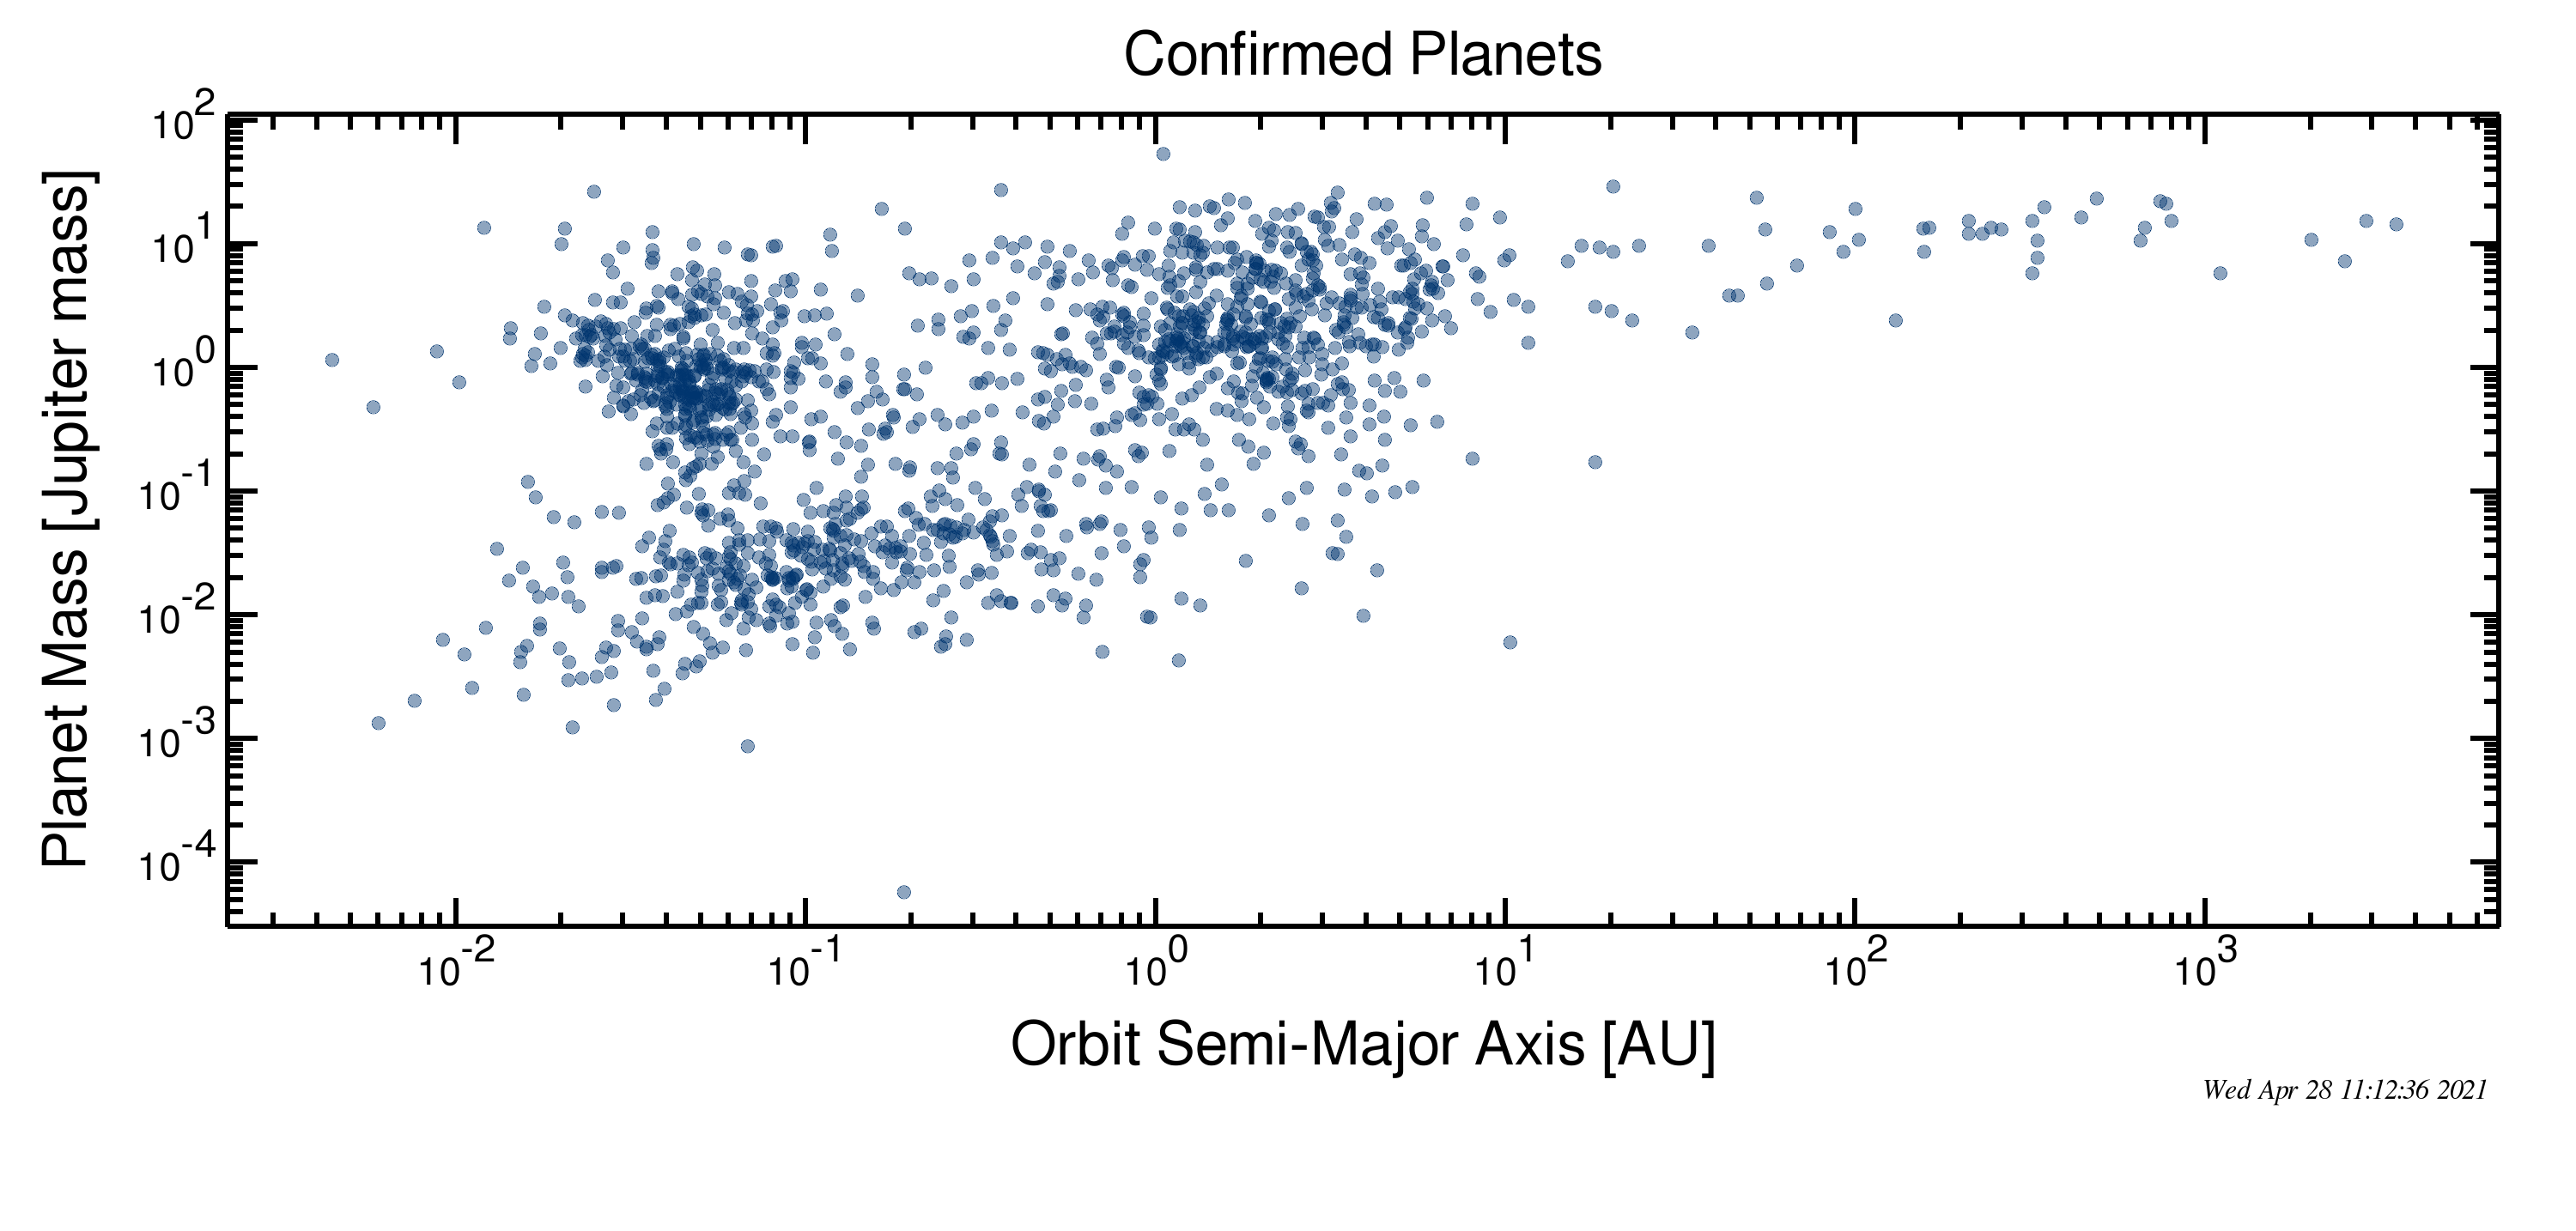 Confirmed Planets
Planet Mass [Jupiter mass]
10^2
1
10^1
10^0
10^-1
10^-2
10^-3
10^-4
10^-2 10^-1 10^0 10^1 10^2 10^3
Orbit Semi-Major Axis [AU]
Wed Apr 28 11:12:36 2021